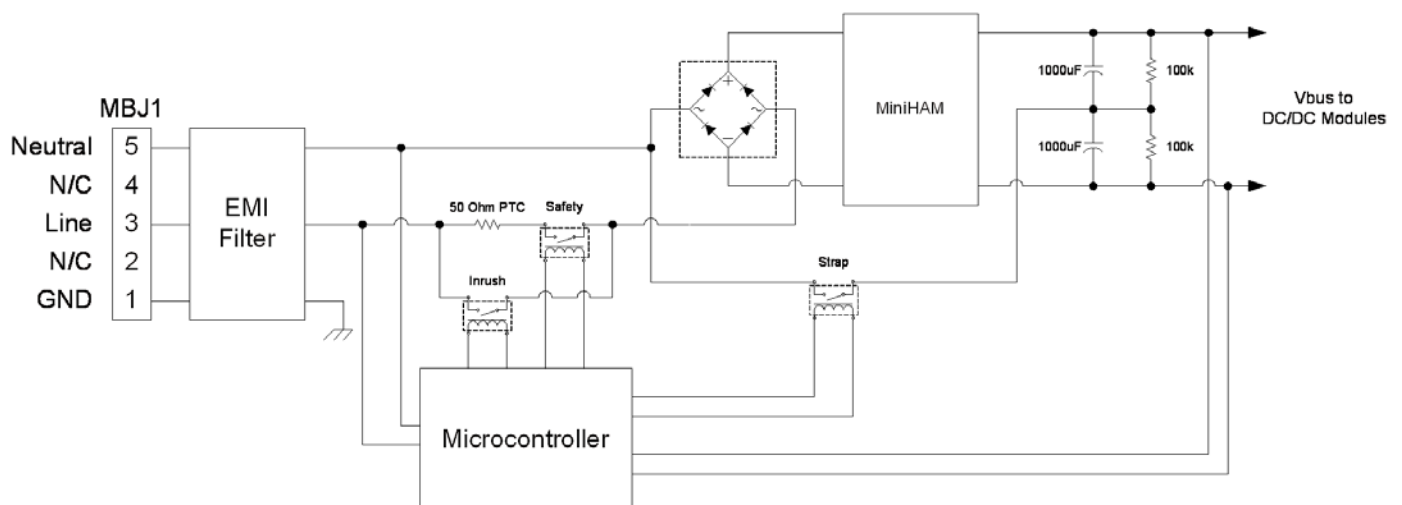 MBJ1
Neutral 5
N/C 4
Line 3
N/C 2
GND 1
EMI
Filter
50 Ohm PTC
Safety
Inrush
Microcontroller
+
~ ~
−
MiniHAM
Strap
1000uF
100k
1000uF
100k
Vbus to
DC/DC Modules